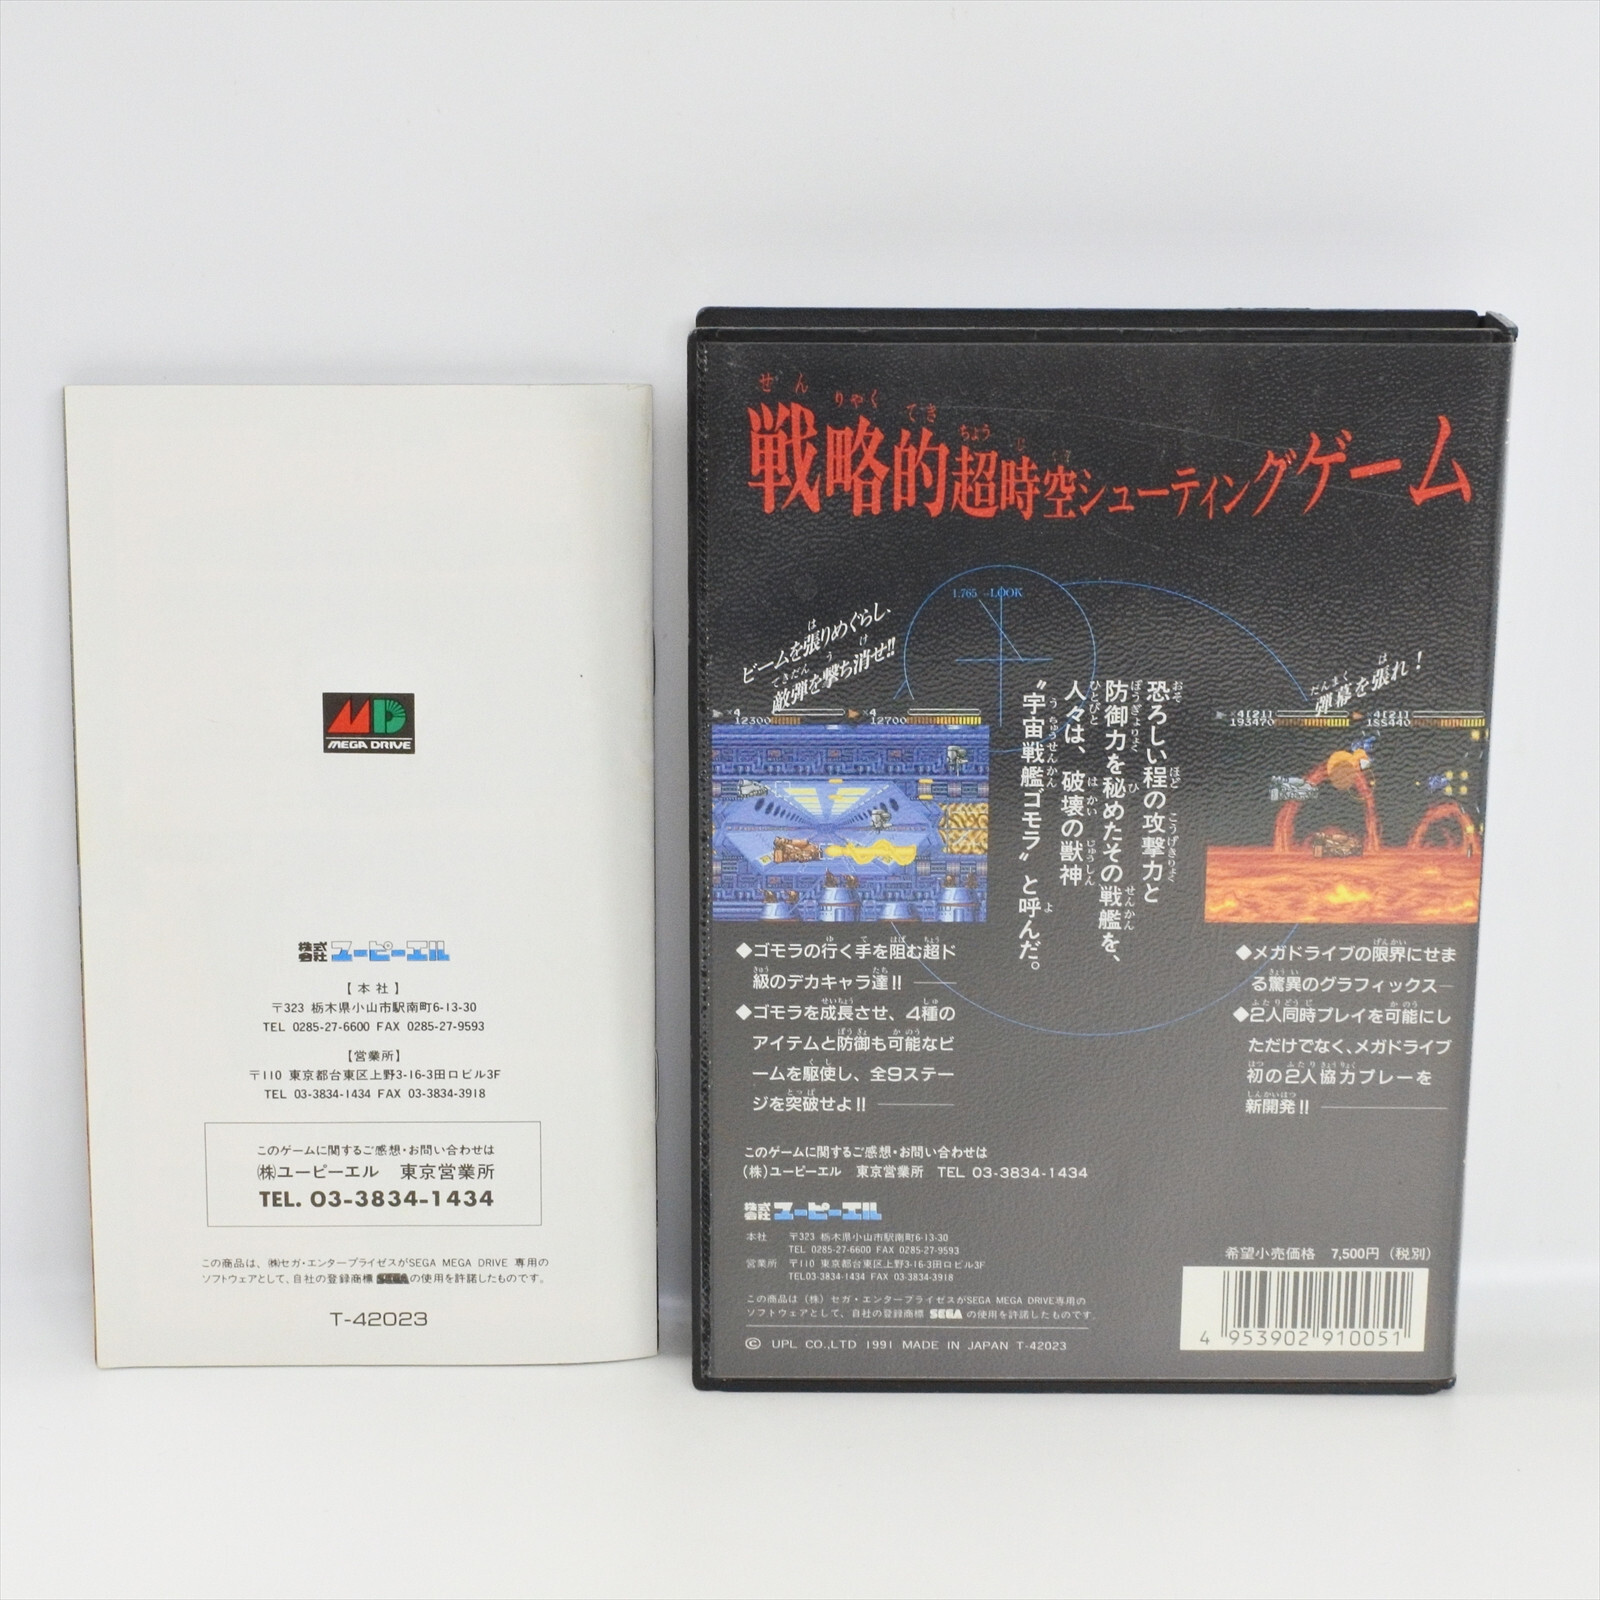 MEGA DRIVE
株式会社 ユーピーエル
【本社】
〒323 栃木県小山市駅南町6-13-30
TEL 0285-27-6600 FAX 0285-27-9593
【営業所】
〒110 東京都台東区上野3-16-3田口ビル3F
TEL 03-3834-1434 FAX 03-3834-3918
このゲームに関するご感想・お問い合わせは
㈱ユーピーエル 東京営業所
TEL. 03-3834-1434
この商品は、㈱セガ・エンタープライゼスがSEGA MEGA DRIVE 専用の
ソフトウェアとして、自社の登録商標 SEGA の使用を許諾したものです。
T-42023
戦略的超時空シューティングゲーム
1.765 LOOK
ビームを張りめぐらし、
敵弾を撃ち消せ!!
×4
12300
×4
12700
恐ろしい程の攻撃力と
防御力を秘めたその戦艦を、
人々は、破壊の獣神
“宇宙戦艦ゴモラ”と呼んだ。
弾幕を張れ!
×4[21]
193470
×4[21]
155440
◆ゴモラの行く手を阻む超ド
級のデカキャラ達!!
◆ゴモラを成長させ、4種の
アイテムと防御も可能なビ
ームを駆使し、全9ステー
ジを突破せよ!!
◆メガドライブの限界にせま
る驚異のグラフィックス
◆2人同時プレイを可能にし
ただけでなく、メガドライブ
初の2人協力プレーを
新開発!!
このゲームに関するご感想・お問い合わせは
(株)ユーピーエル 東京営業所 TEL 03-3834-1434
株式会社 ユーピーエル
本社 〒323 栃木県小山市駅南町6-13-30
TEL 0285-27-6600 FAX 0285-27-9593
営業所 〒110 東京都台東区上野3-16-3田口ビル3F
TEL03-3834-1434 FAX 03-3834-3918
この商品は(株)セガ・エンタープライゼスがSEGA MEGA DRIVE専用の
ソフトウェアとして、自社の登録商標 SEGA の使用を許諾したものです。
© UPL CO.,LTD 1991 MADE IN JAPAN T-42023
希望小売価格 7,500円(税別)
4 953902 910051